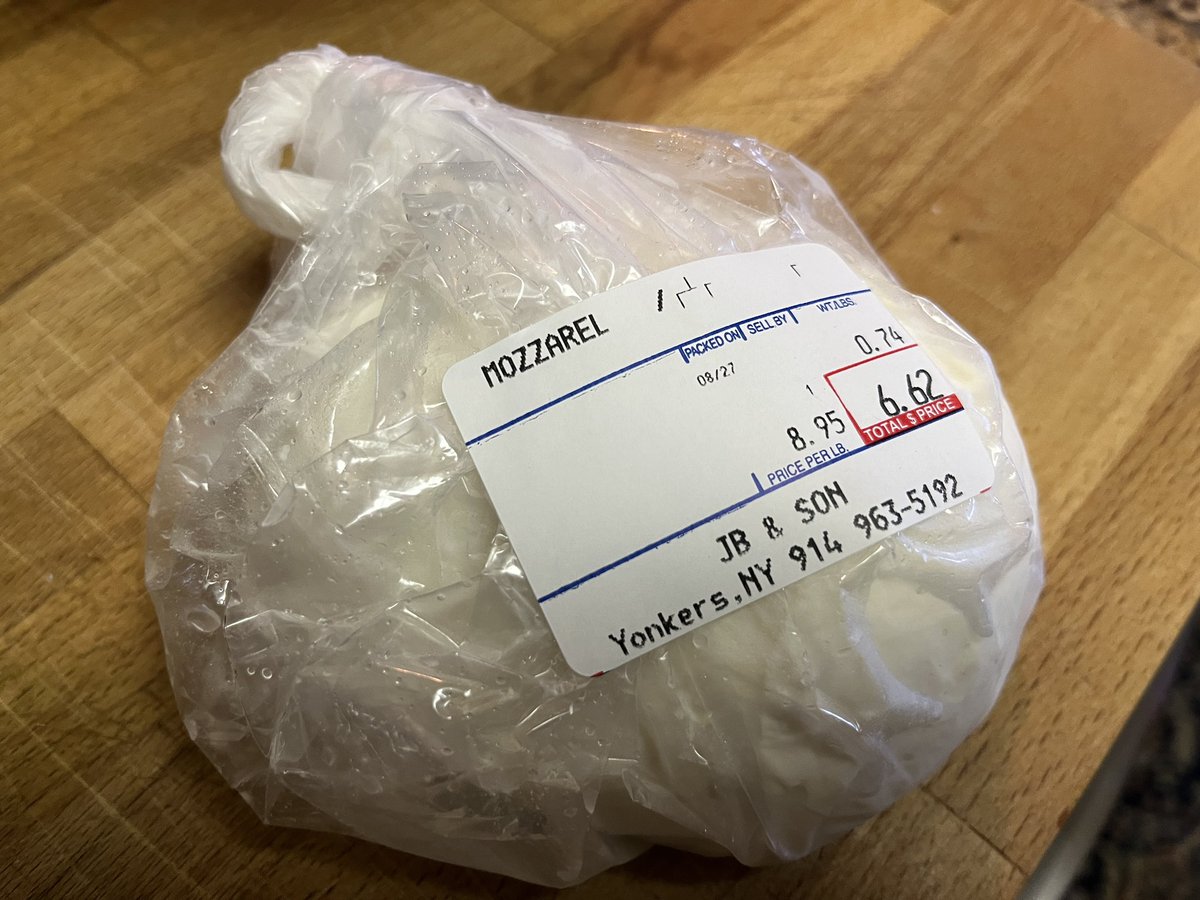 MOZZAREL
PACKED ON SELL BY WT/LBS.
08/27 0.74
1
8.95 6.62
PRICE PER LB. TOTAL $ PRICE
JB & SON
Yonkers,NY 914 963-5192